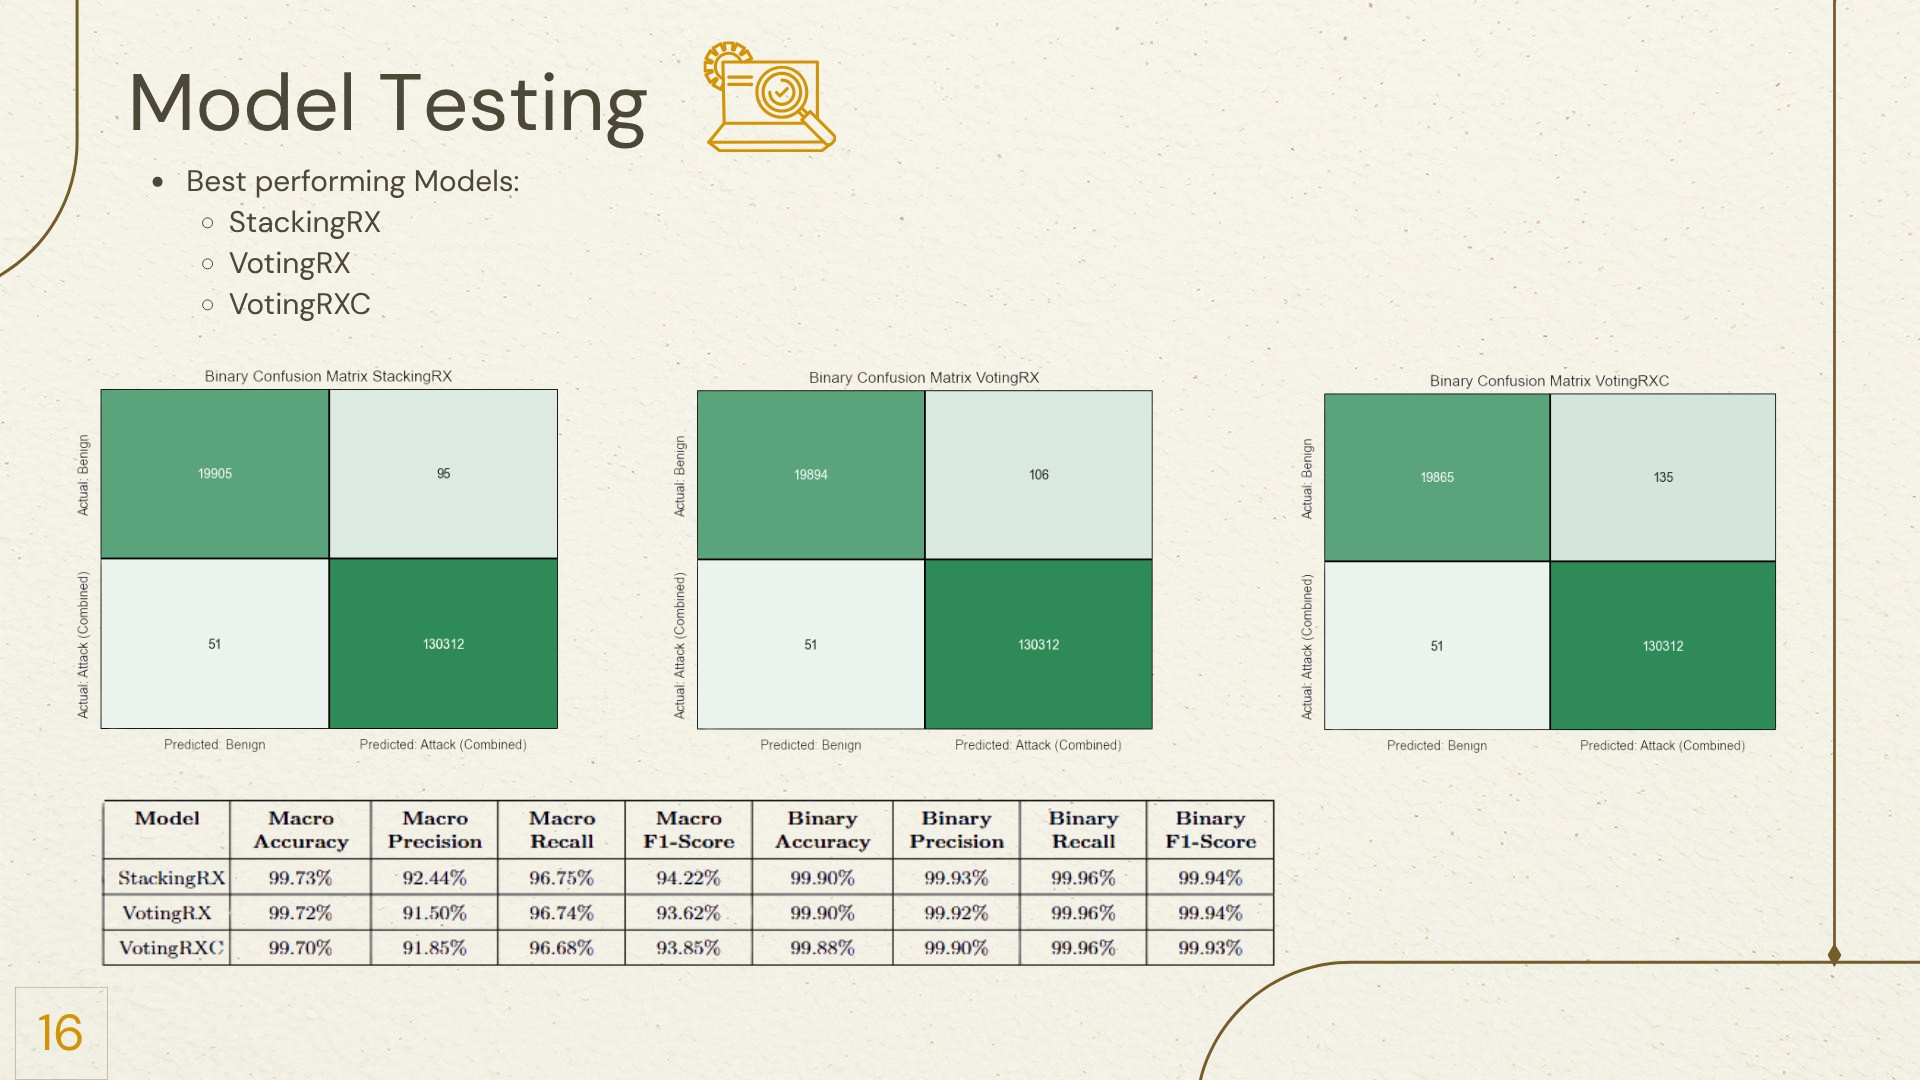 Model Testing
Best performing Models:
StackingRX
VotingRX
VotingRXC
Binary Confusion Matrix StackingRX
Actual: Benign
19905
95
Actual: Attack (Combined)
51
130312
Predicted: Benign
Predicted: Attack (Combined)
Binary Confusion Matrix VotingRX
Actual: Benign
19894
106
Actual: Attack (Combined)
51
130312
Predicted: Benign
Predicted: Attack (Combined)
Binary Confusion Matrix VotingRXC
Actual: Benign
19865
135
Actual: Attack (Combined)
51
130312
Predicted: Benign
Predicted: Attack (Combined)
Model Macro Accuracy Macro Precision Macro Recall Macro F1-Score Binary Accuracy Binary Precision Binary Recall Binary F1-Score
StackingRX 99.73% 92.44% 96.75% 94.22% 99.90% 99.93% 99.96% 99.94%
VotingRX 99.72% 91.50% 96.74% 93.62% 99.90% 99.92% 99.96% 99.94%
VotingRXC 99.70% 91.85% 96.68% 93.85% 99.88% 99.90% 99.96% 99.93%
16